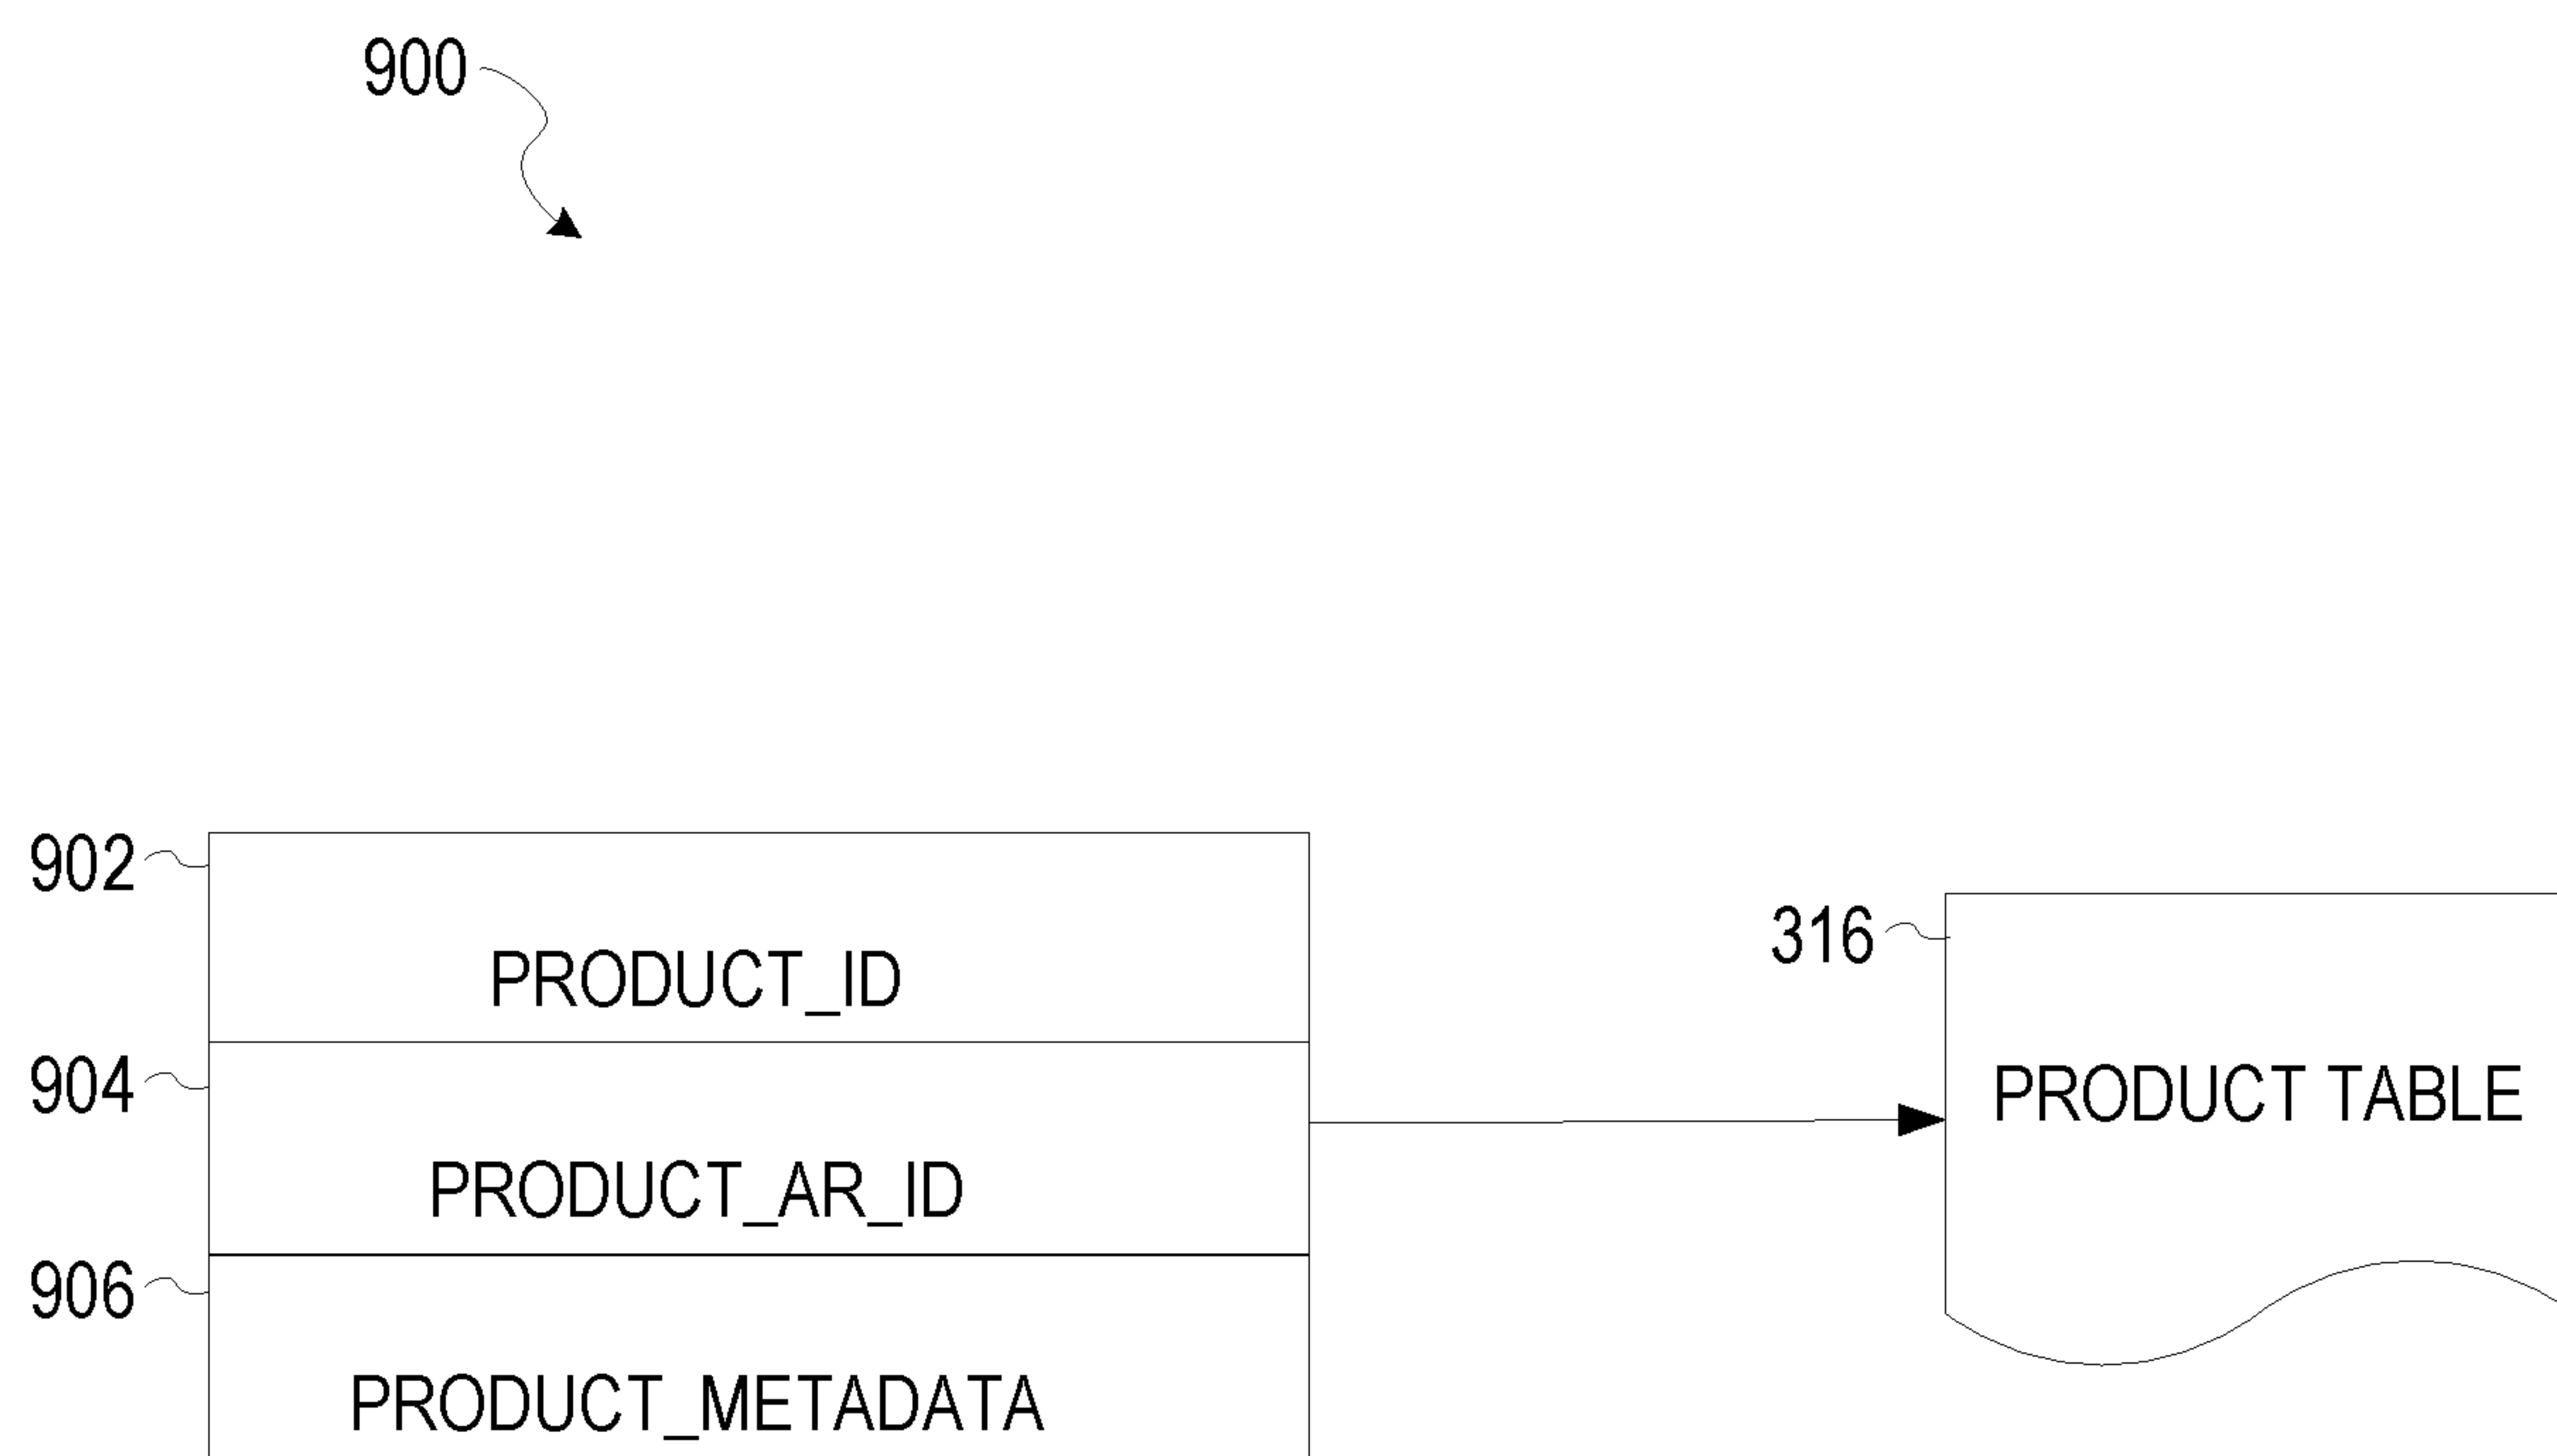 900
902
PRODUCT_ID
316
904
PRODUCT TABLE
PRODUCT_AR_ID
906
PRODUCT_METADATA